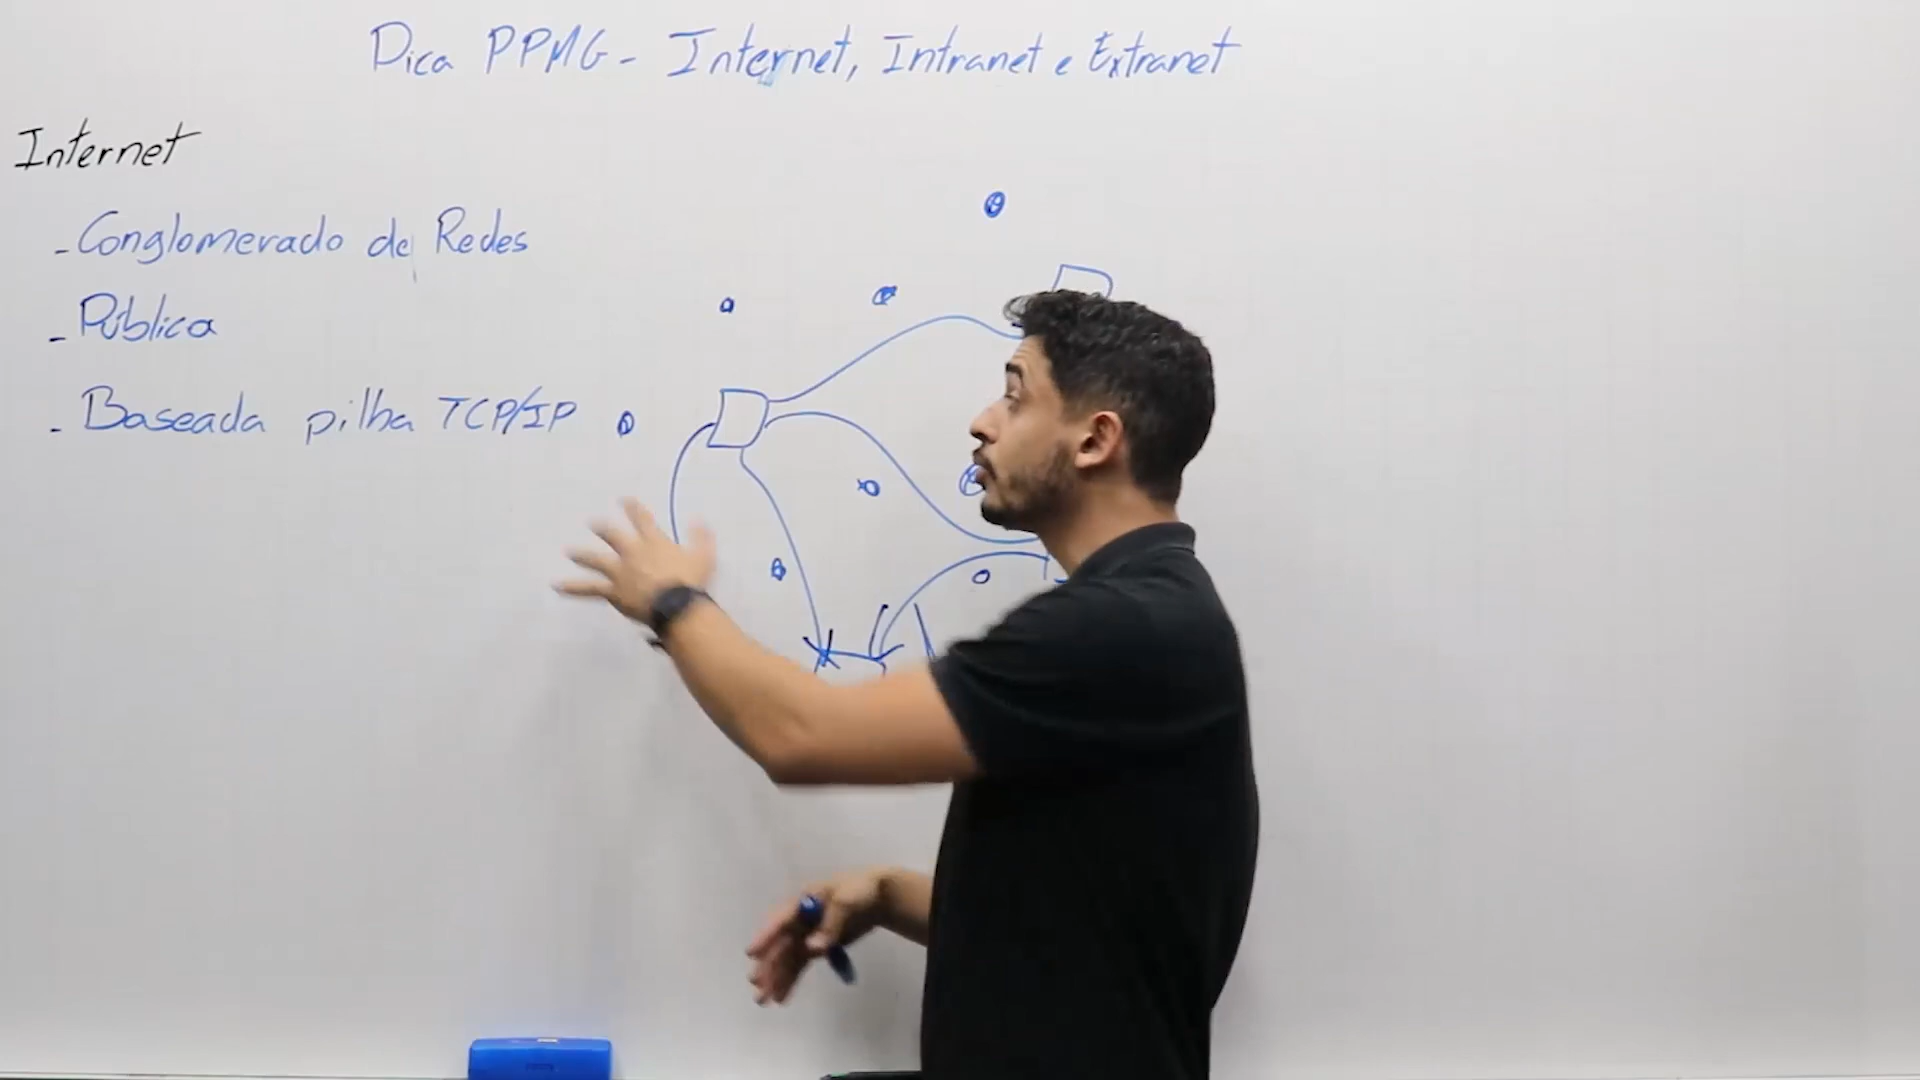 Dica PPMG - Internet, Intranet e Extranet
Internet
- Conglomerado de Redes
- Pública
- Baseada pilha TCP/IP